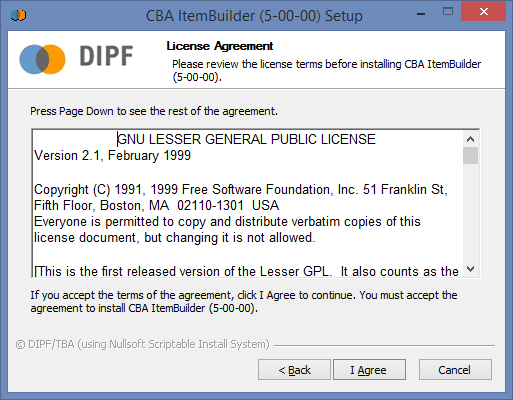 CBA ItemBuilder (5-00-00) Setup
DIPF
License Agreement
Please review the license terms before installing CBA ItemBuilder
(5-00-00).
Press Page Down to see the rest of the agreement.
GNU LESSER GENERAL PUBLIC LICENSE
Version 2.1, February 1999
Copyright (C) 1991, 1999 Free Software Foundation, Inc. 51 Franklin St,
Fifth Floor, Boston, MA  02110-1301  USA
Everyone is permitted to copy and distribute verbatim copies of this
license document, but changing it is not allowed.
[This is the first released version of the Lesser GPL.  It also counts as the
If you accept the terms of the agreement, click I Agree to continue. You must accept the
agreement to install CBA ItemBuilder (5-00-00).
© DIPF/TBA (using Nullsoft Scriptable Install System)
< Back
I Agree
Cancel